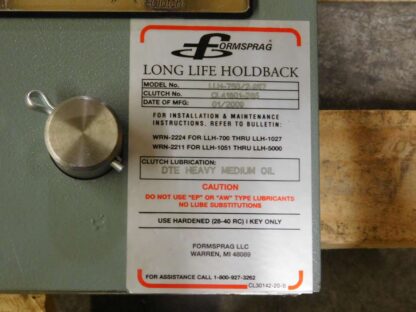 FORMSPRAG®
LONG LIFE HOLDBACK
MODEL No.
CLUTCH-No.
DATE OF MFG: 01/2009
FOR INSTALLATION & MAINTENANCE
INSTRUCTIONS. REFER TO BULLETIN:
WRN-2224 FOR LLH-706 THRU LLH-1027
WRN-2211 FOR LLH-1051 THRU LLH-5000
CLUTCH LUBRICATION:
DTE HEAVY MEDIUM OIL
CAUTION
DO NOT USE "EP" OR "AW" TYPE LUBRICANTS
NO LUBE SUBSTITUTIONS
USE HARDENED (28-40 RC) I KEY ONLY
FORMSPRAG LLC
WARREN, MI 48089
FOR ASSISTANCE CALL 1-800-927-3262
CL30142-20-B